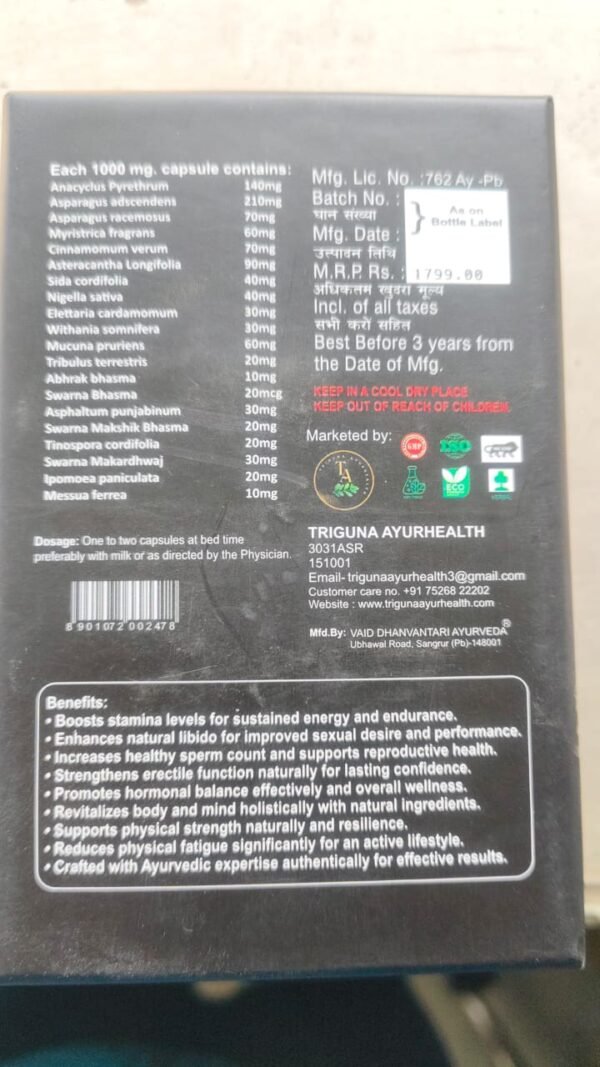 Each 1000 mg. capsule contains:
Anacyclus Pyrethrum 140mg
Asparagus adscendens 210mg
Asparagus racemosus 70mg
Myristrica fragrans 60mg
Cinnamomum verum 70mg
Asteracantha Longifolia 90mg
Sida cordifolia 40mg
Nigella sativa 40mg
Elettaria cardamomum 30mg
Withania somnifera 30mg
Mucuna pruriens 60mg
Tribulus terrestris 20mg
Abhrak bhasma 10mg
Swarna Bhasma 20mcg
Asphaltum punjabinum 30mg
Swarna Makshik Bhasma 20mg
Tinospora cordifolia 20mg
Swarna Makardhwaj 30mg
Ipomoea paniculata 20mg
Messua ferrea 10mg
Dosage: One to two capsules at bed time
preferably with milk or as directed by the Physician.
8 901072 002478
Mfg. Lic. No. :762 Ay -Pb
Batch No. :
घान संख्या
As on
Bottle Label
Mfg. Date :
उत्पादन तिथि
M.R.P. Rs. : 1799.00
अधिकतम खुदरा मूल्य
Incl. of all taxes
सभी करों सहित
Best Before 3 years from
the Date of Mfg.
KEEP IN A COOL DRY PLACE
KEEP OUT OF REACH OF CHILDREN
Marketed by:
TA
GMP
ISO
ECO
HERBAL
TRIGUNA AYURHEALTH
3031ASR
151001
Email- trigunaayurhealth3@gmail.com
Customer care no. +91 75268 22202
Website : www.trigunaayurhealth.com
Mfd.By: VAID DHANVANTARI AYURVEDA®
Ubhawal Road, Sangrur (Pb)-148001
Benefits:
• Boosts stamina levels for sustained energy and endurance.
• Enhances natural libido for improved sexual desire and performance.
• Increases healthy sperm count and supports reproductive health.
• Strengthens erectile function naturally for lasting confidence.
• Promotes hormonal balance effectively and overall wellness.
• Revitalizes body and mind holistically with natural ingredients.
• Supports physical strength naturally and resilience.
• Reduces physical fatigue significantly for an active lifestyle.
• Crafted with Ayurvedic expertise authentically for effective results.